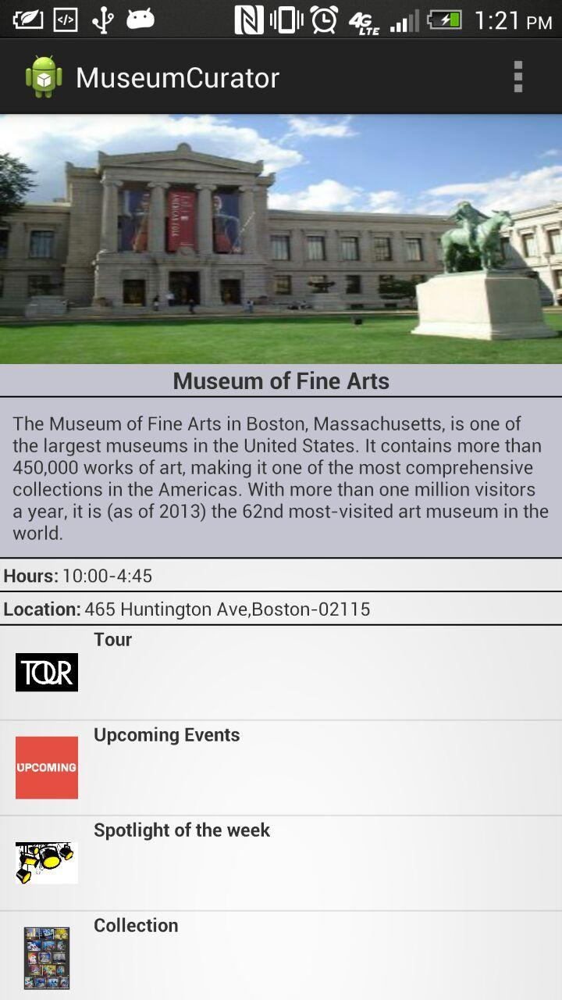 4G LTE 1:21 PM
MuseumCurator
AMERICAN FOLK
Museum of Fine Arts
The Museum of Fine Arts in Boston, Massachusetts, is one of
the largest museums in the United States. It contains more than
450,000 works of art, making it one of the most comprehensive
collections in the Americas. With more than one million visitors
a year, it is (as of 2013) the 62nd most-visited art museum in the
world.
Hours: 10:00-4:45
Location: 465 Huntington Ave,Boston-02115
Tour
TOUR
Upcoming Events
UPCOMING
Spotlight of the week
Collection